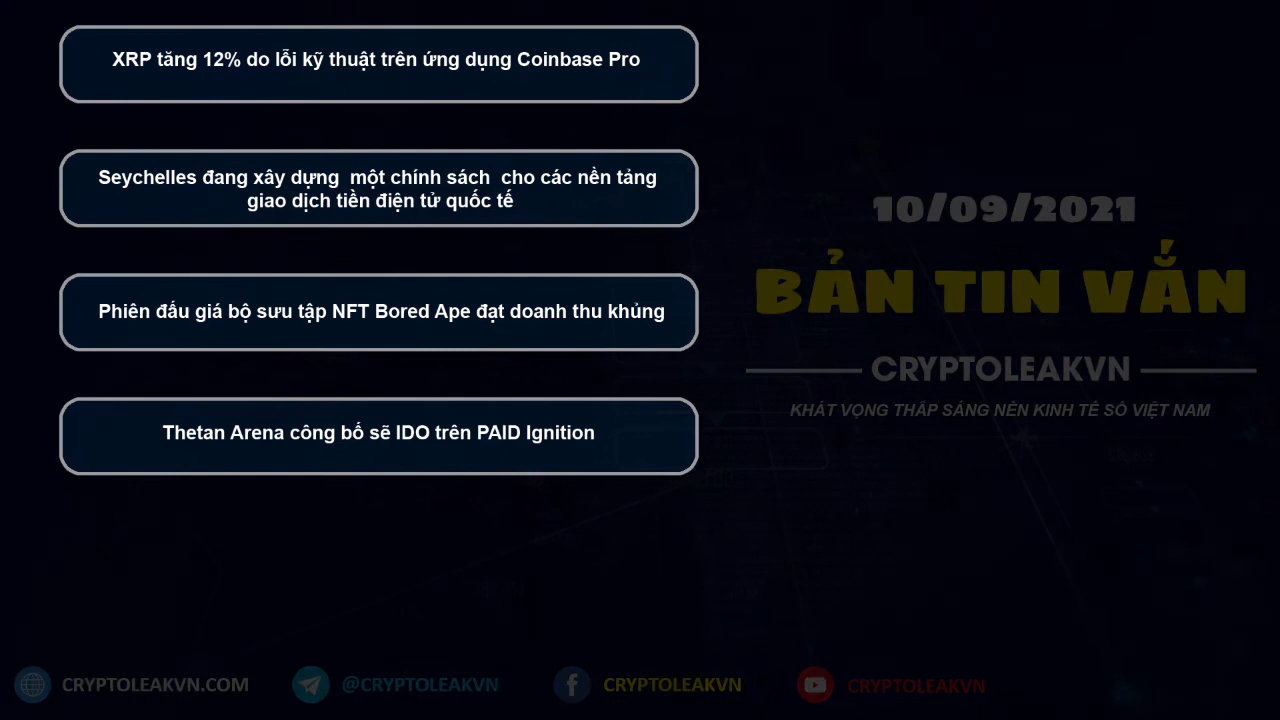 XRP tăng 12% do lỗi kỹ thuật trên ứng dụng Coinbase Pro
Seychelles đang xây dựng  một chính sách  cho các nền tảng
giao dịch tiền điện tử quốc tế
Phiên đấu giá bộ sưu tập NFT Bored Ape đạt doanh thu khủng
Thetan Arena công bố sẽ IDO trên PAID Ignition
10/09/2021
BẢN TIN VẮN
CRYPTOLEAKVN
KHÁT VỌNG THẮP SÁNG NỀN KINH TẾ SỐ VIỆT NAM
CRYPTOLEAKVN.COM
@CRYPTOLEAKVN
CRYPTOLEAKVN
CRYPTOLEAKVN